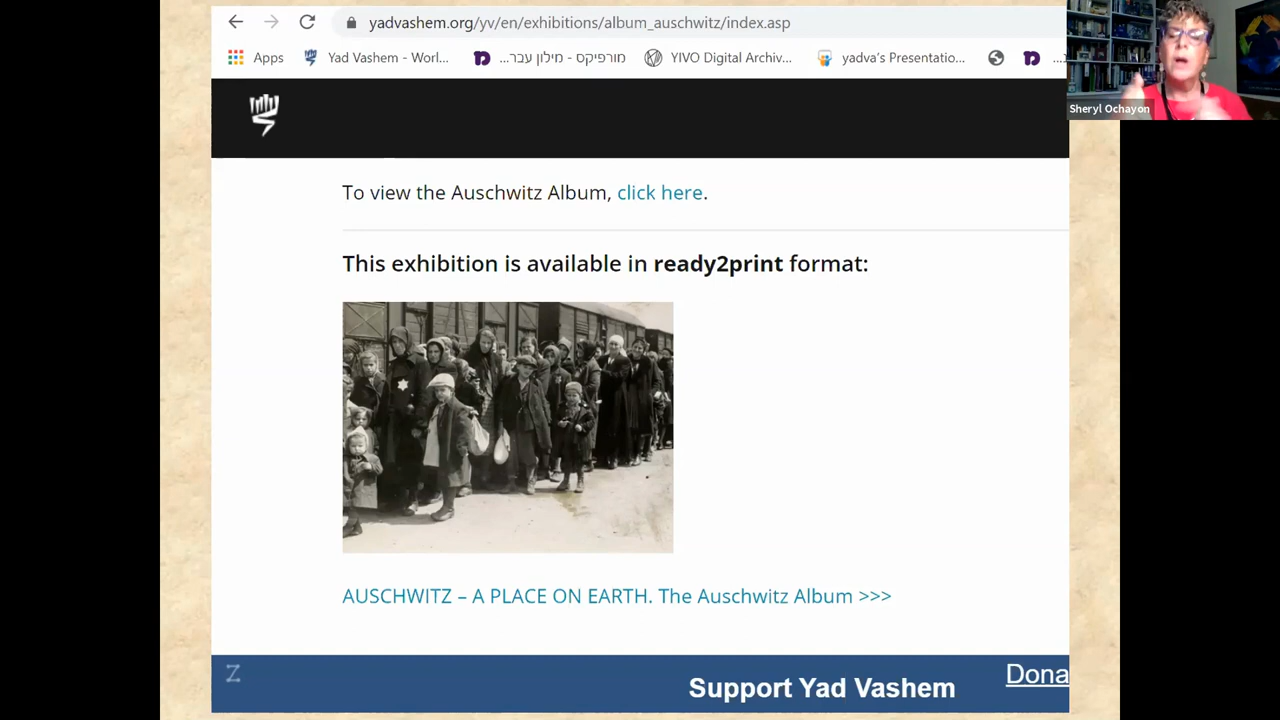 yadvashem.org/yv/en/exhibitions/album_auschwitz/index.asp
Apps
Yad Vashem - Worl...
מורפיקס - מילון עבר...
YIVO Digital Archiv...
yadva's Presentatio...
Sheryl Ochayon
To view the Auschwitz Album, click here.
This exhibition is available in ready2print format:
AUSCHWITZ – A PLACE ON EARTH. The Auschwitz Album >>>
Support Yad Vashem
Dona